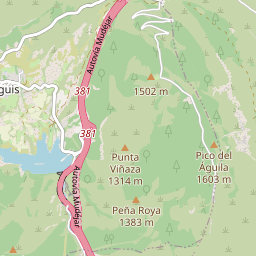 Autovía Mudéjar
guis
381
1502 m
381
Punta
Viñaza
1314 m
Pico del
Águila
1603 m
Autovía Mudéjar
Peña Roya
1383 m